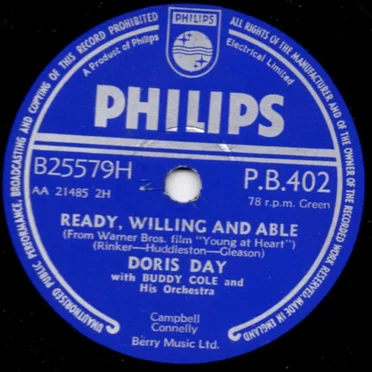 UNAUTHORISED PUBLIC PERFORMANCE, BROADCASTING AND COPYING OF THIS RECORD PROHIBITED
ALL RIGHTS OF THE MANUFACTURER AND OF THE OWNER OF THE RECORDED WORK RESERVED. MADE IN ENGLAND
PHILIPS
A Product of Philips
Electrical Limited
PHILIPS
B25579H
P.B.402
AA 21485 2H
2
78 r.p.m. Green
READY, WILLING AND ABLE
(From Warner Bros. film "Young at Heart")
(Rinker—Huddleston—Gleason)
DORIS DAY
with BUDDY COLE and
His Orchestra
Campbell
Connelly
Berry Music Ltd.